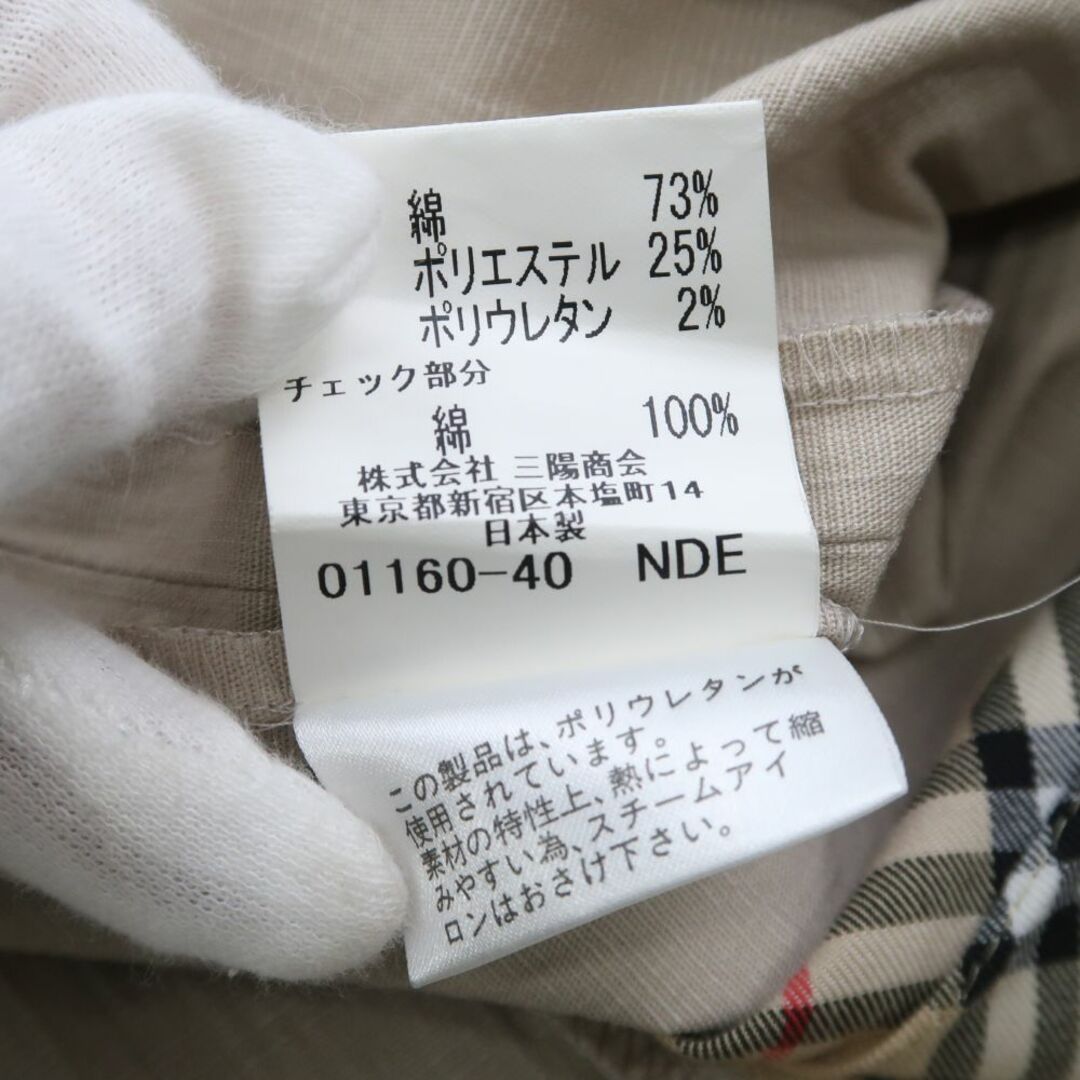 綿 73%
ポリエステル 25%
ポリウレタン 2%
チェック部分
綿 100%
株式会社 三陽商会
東京都新宿区本塩町14
日本製
01160-40 NDE
この製品は、ポリウレタンが
使用されています。
素材の特性上、熱によって縮
みやすい為、スチームアイ
ロンはおさけ下さい。